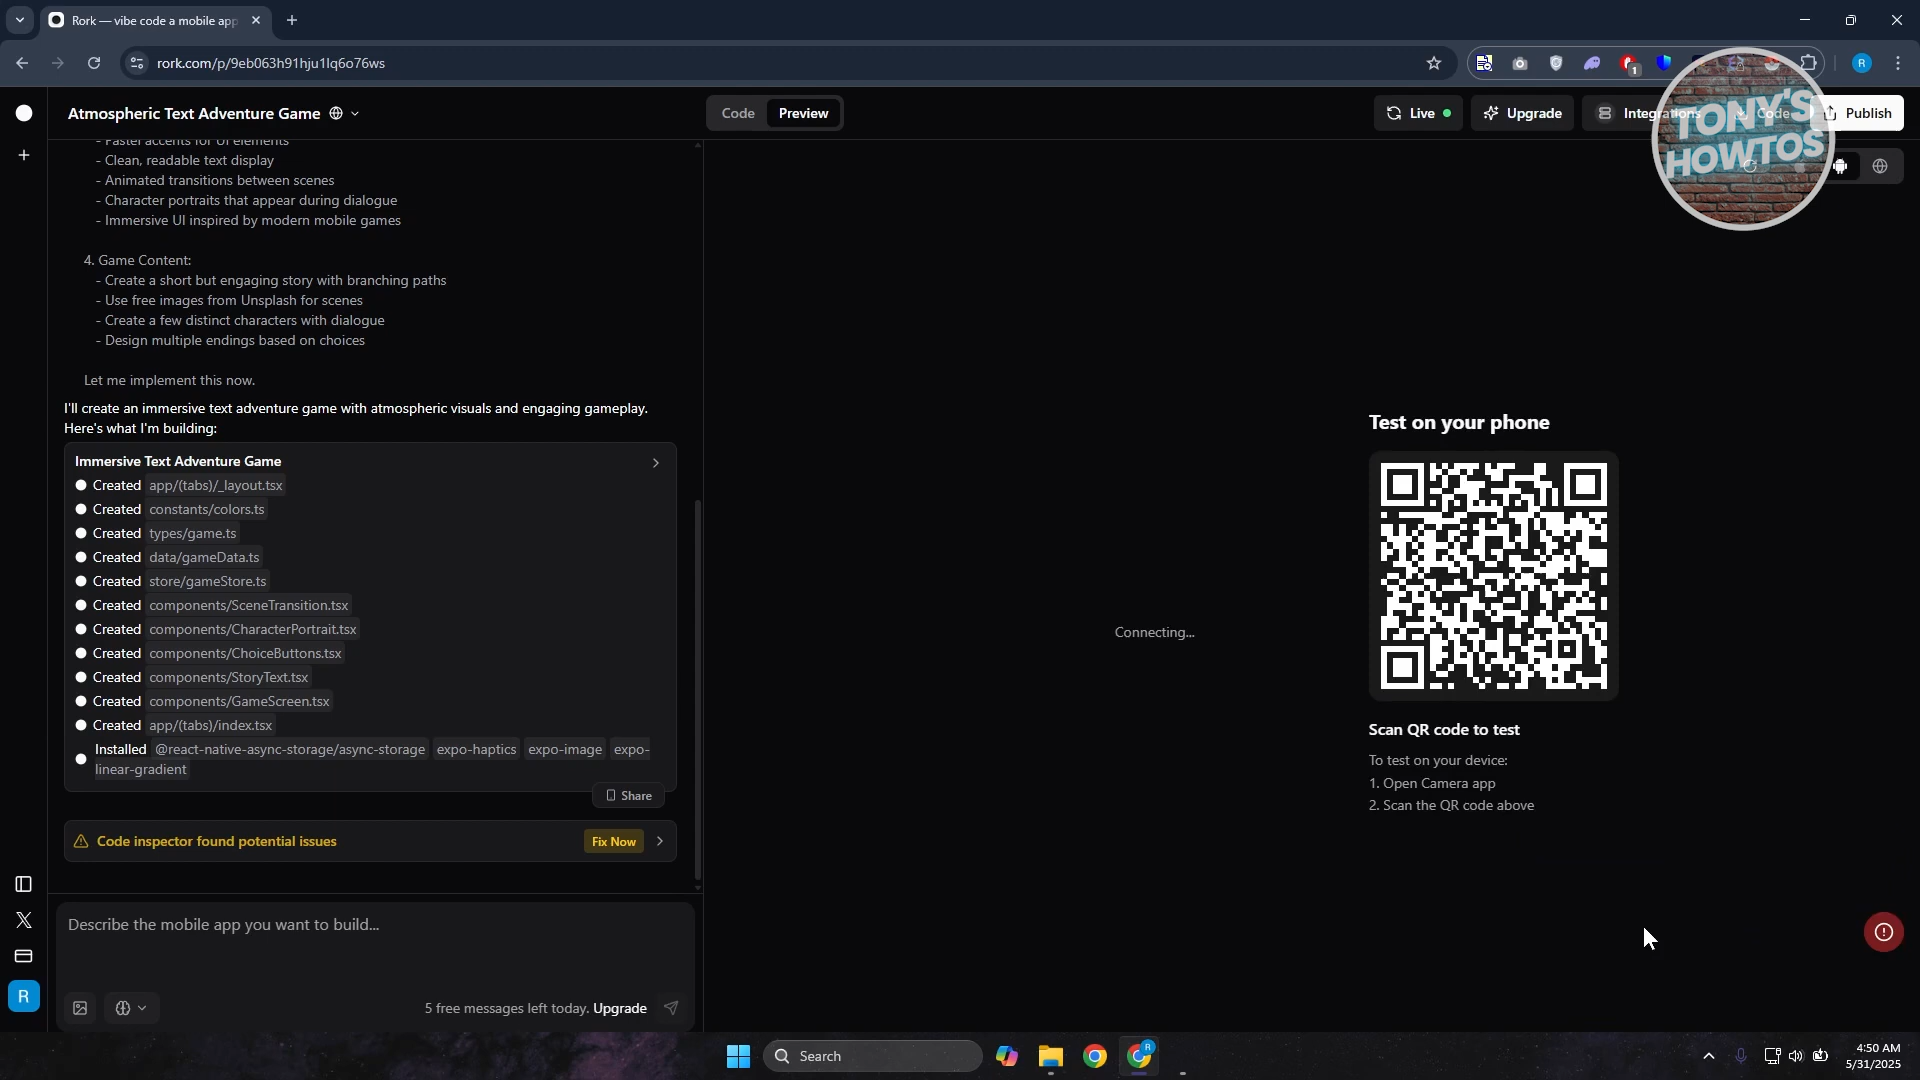 Rork — vibe code a mobile app
rork.com/p/9eb063h91hju1lq6o76ws
1
R
Atmospheric Text Adventure Game
Code
Preview
Live
Upgrade
Integrations
Code
Publish
TONY'S
HOWTOS
- Pastel accents for UI elements
- Clean, readable text display
- Animated transitions between scenes
- Character portraits that appear during dialogue
- Immersive UI inspired by modern mobile games
4. Game Content:
- Create a short but engaging story with branching paths
- Use free images from Unsplash for scenes
- Create a few distinct characters with dialogue
- Design multiple endings based on choices
Let me implement this now.
I'll create an immersive text adventure game with atmospheric visuals and engaging gameplay.
Here's what I'm building:
Immersive Text Adventure Game
Created app/(tabs)/_layout.tsx
Created constants/colors.ts
Created types/game.ts
Created data/gameData.ts
Created store/gameStore.ts
Created components/SceneTransition.tsx
Created components/CharacterPortrait.tsx
Created components/ChoiceButtons.tsx
Created components/StoryText.tsx
Created components/GameScreen.tsx
Created app/(tabs)/index.tsx
Installed @react-native-async-storage/async-storage expo-haptics expo-image expo-
linear-gradient
Share
Code inspector found potential issues
Fix Now
Describe the mobile app you want to build...
5 free messages left today. Upgrade
R
Connecting...
Test on your phone
Scan QR code to test
To test on your device:
1. Open Camera app
2. Scan the QR code above
Search
R
4:50 AM
5/31/2025